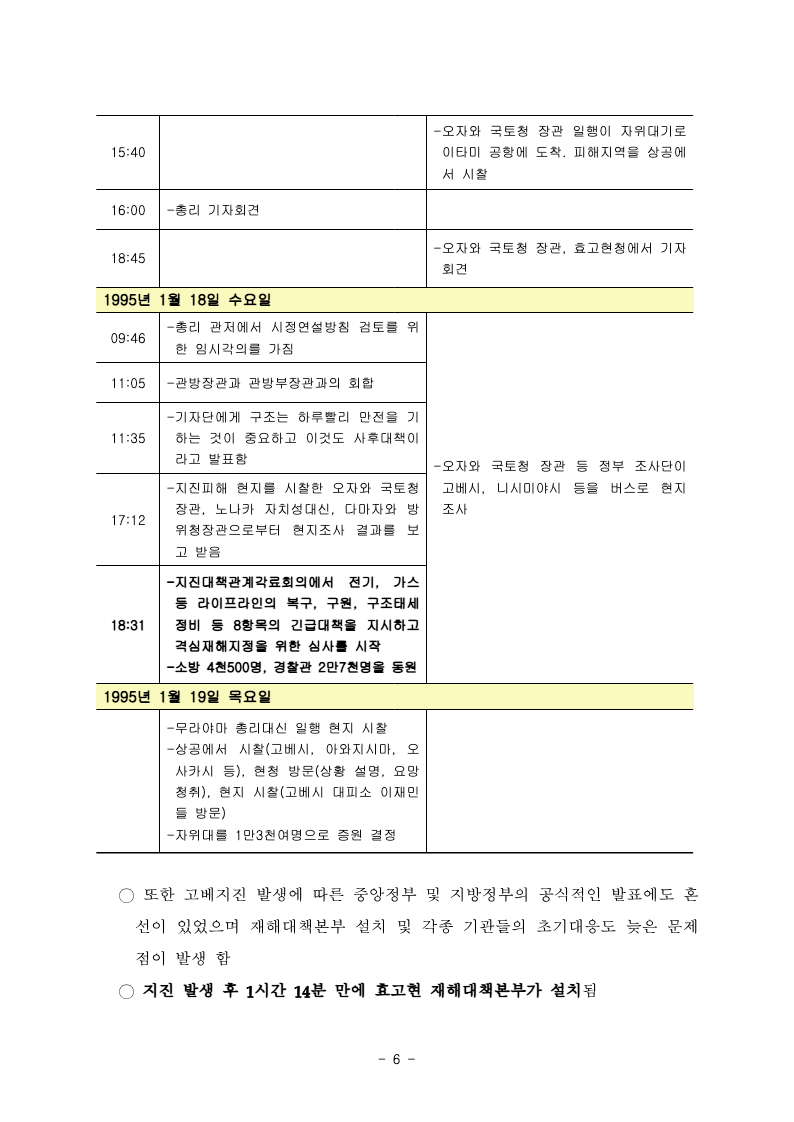 15:40
-오자와 국토청 장관 일행이 자위대기로
이타미 공항에 도착. 피해지역을 상공에
서 시찰
16:00
-총리 기자회견
18:45
-오자와 국토청 장관, 효고현청에서 기자
회견
1995년 1월 18일 수요일
09:46
-총리 관저에서 시정연설방침 검토를 위
한 임시각의를 가짐
11:05
-관방장관과 관방부장관과의 회합
11:35
-기자단에게 구조는 하루빨리 만전을 기
하는 것이 중요하고 이것도 사후대책이
라고 발표함
17:12
-지진피해 현지를 시찰한 오자와 국토청
장관, 노나카 자치성대신, 다마자와 방
위청장관으로부터 현지조사 결과를 보
고 받음
18:31
-지진대책관계각료회의에서 전기, 가스
등 라이프라인의 복구, 구원, 구조태세
정비 등 8항목의 긴급대책을 지시하고
격심재해지정을 위한 심사를 시작
-소방 4천500명, 경찰관 2만7천명을 동원
-오자와 국토청 장관 등 정부 조사단이
고베시, 니시미야시 등을 버스로 현지
조사
1995년 1월 19일 목요일
-무라야마 총리대신 일행 현지 시찰
-상공에서 시찰(고베시, 아와지시마, 오
사카시 등), 현청 방문(상황 설명, 요망
청취), 현지 시찰(고베시 대피소 이재민
들 방문)
-자위대를 1만3천여명으로 증원 결정
○ 또한 고베지진 발생에 따른 중앙정부 및 지방정부의 공식적인 발표에도 혼
선이 있었으며 재해대책본부 설치 및 각종 기관들의 초기대응도 늦은 문제
점이 발생 함
○ 지진 발생 후 1시간 14분 만에 효고현 재해대책본부가 설치됨
- 6 -